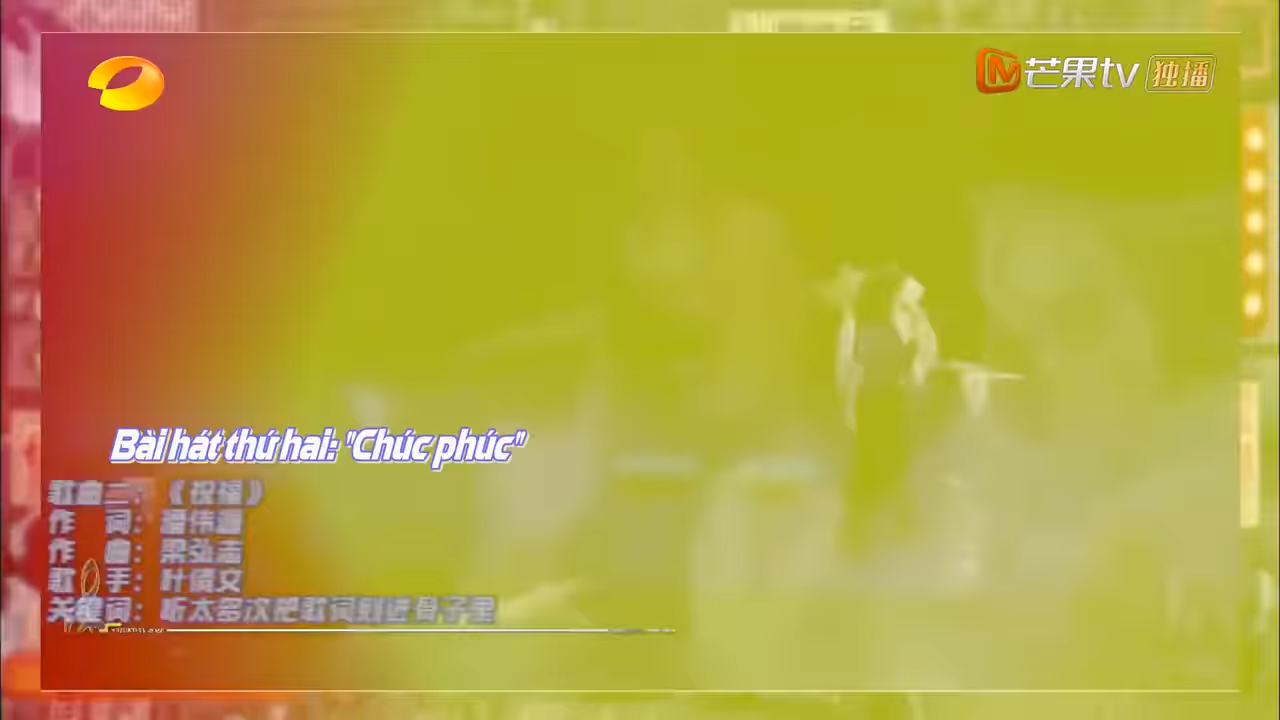 芒果tv 独播
Bài hát thứ hai: "Chúc phúc"
歌曲二：《祝福》
作 词：潘伟源
作 曲：梁弘志
歌 手：叶倩文
关键词：听太多次把歌词刻进骨子里